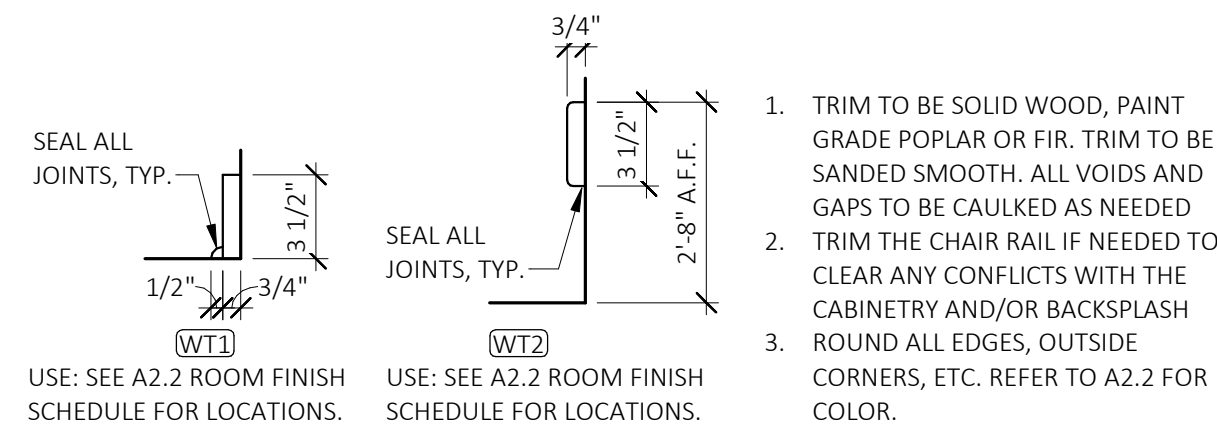 SEAL ALL
JOINTS, TYP.
3 1/2"
1/2"
3/4"
WT1
USE: SEE A2.2 ROOM FINISH
SCHEDULE FOR LOCATIONS.
3/4"
3 1/2"
2'-8" A.F.F.
SEAL ALL
JOINTS, TYP.
WT2
USE: SEE A2.2 ROOM FINISH
SCHEDULE FOR LOCATIONS.
1. TRIM TO BE SOLID WOOD, PAINT
GRADE POPLAR OR FIR. TRIM TO BE
SANDED SMOOTH. ALL VOIDS AND
GAPS TO BE CAULKED AS NEEDED
2. TRIM THE CHAIR RAIL IF NEEDED TO
CLEAR ANY CONFLICTS WITH THE
CABINETRY AND/OR BACKSPLASH
3. ROUND ALL EDGES, OUTSIDE
CORNERS, ETC. REFER TO A2.2 FOR
COLOR.